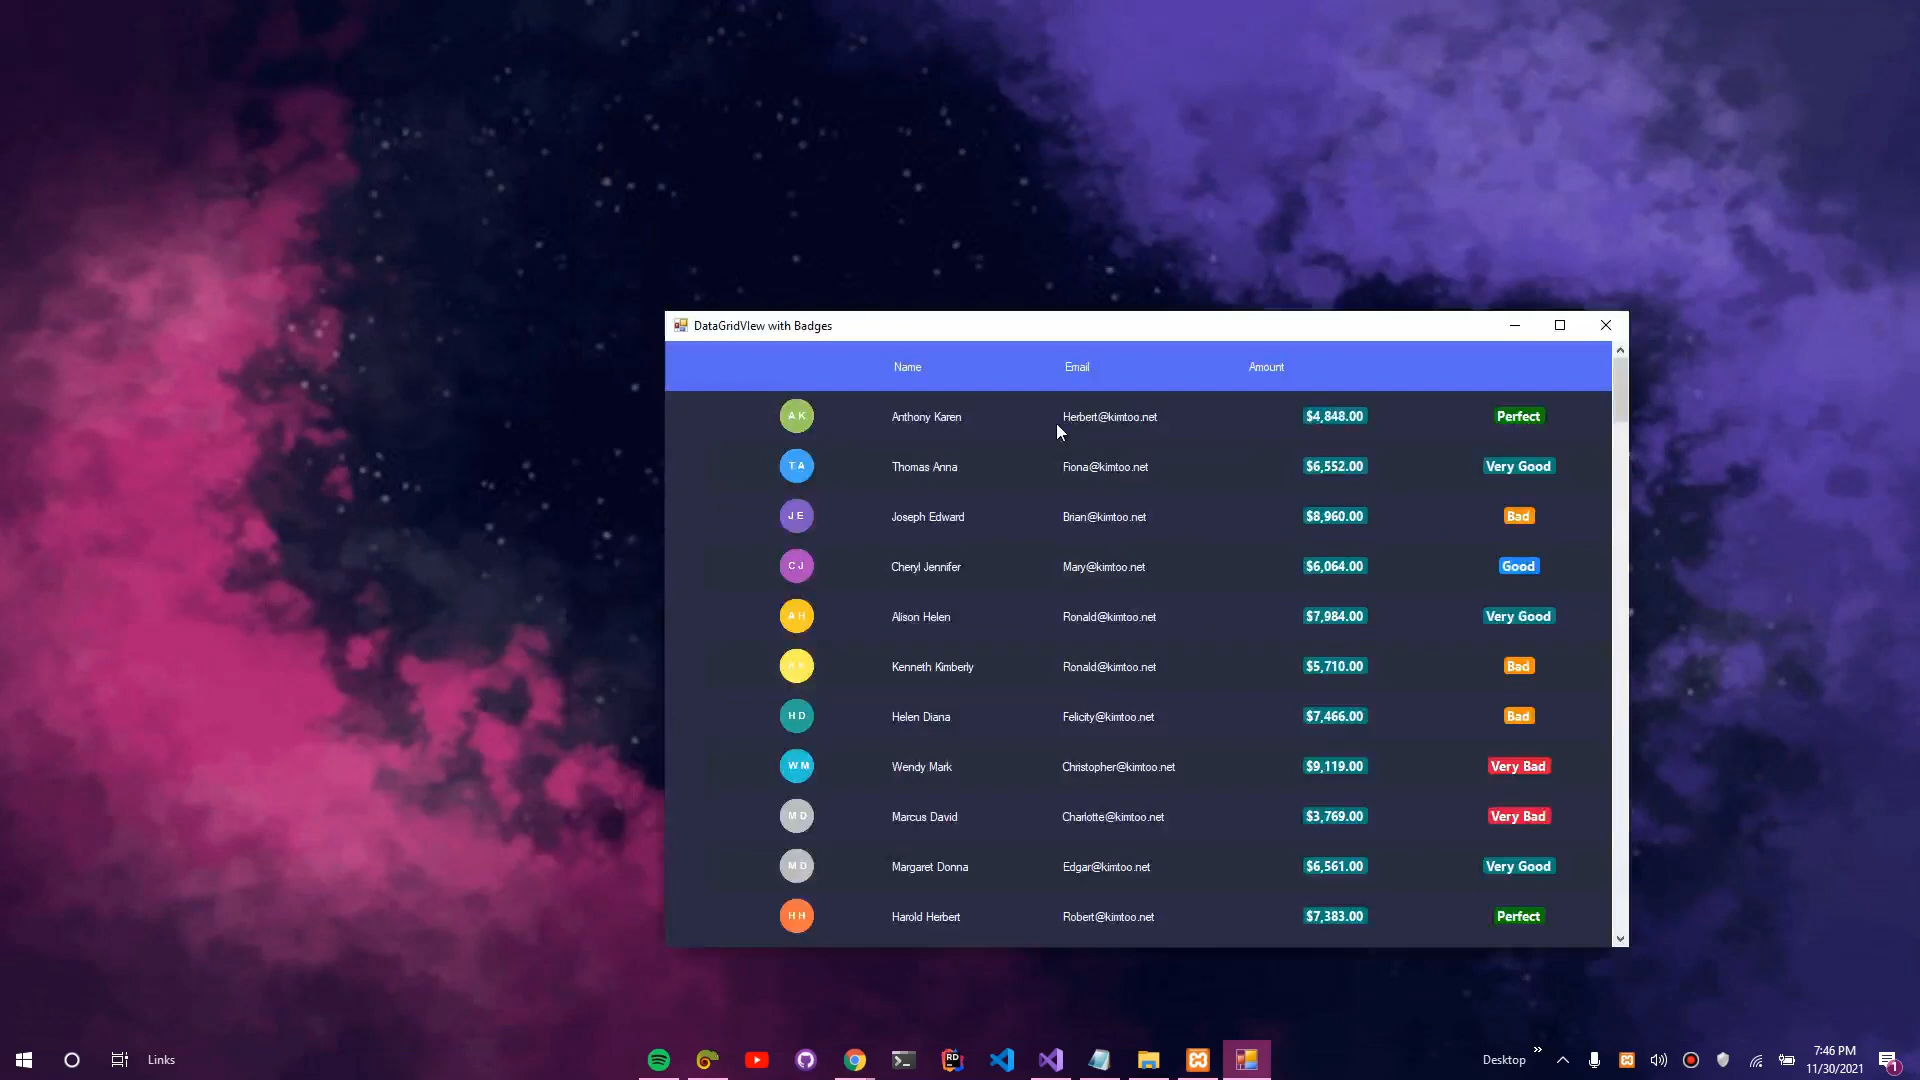 DataGridVIew with Badges
Name Email Amount
A K Anthony Karen Herbert@kimtoo.net $4,848.00 Perfect
T A Thomas Anna Fiona@kimtoo.net $6,552.00 Very Good
J E Joseph Edward Brian@kimtoo.net $8,960.00 Bad
C J Cheryl Jennifer Mary@kimtoo.net $6,064.00 Good
A H Alison Helen Ronald@kimtoo.net $7,984.00 Very Good
Kenneth Kimberly Ronald@kimtoo.net $5,710.00 Bad
H D Helen Diana Felicity@kimtoo.net $7,466.00 Bad
W M Wendy Mark Christopher@kimtoo.net $9,119.00 Very Bad
M D Marcus David Charlotte@kimtoo.net $3,769.00 Very Bad
M D Margaret Donna Edgar@kimtoo.net $6,561.00 Very Good
H H Harold Herbert Robert@kimtoo.net $7,383.00 Perfect
Links RD Desktop » 7:46 PM
11/30/2021 1